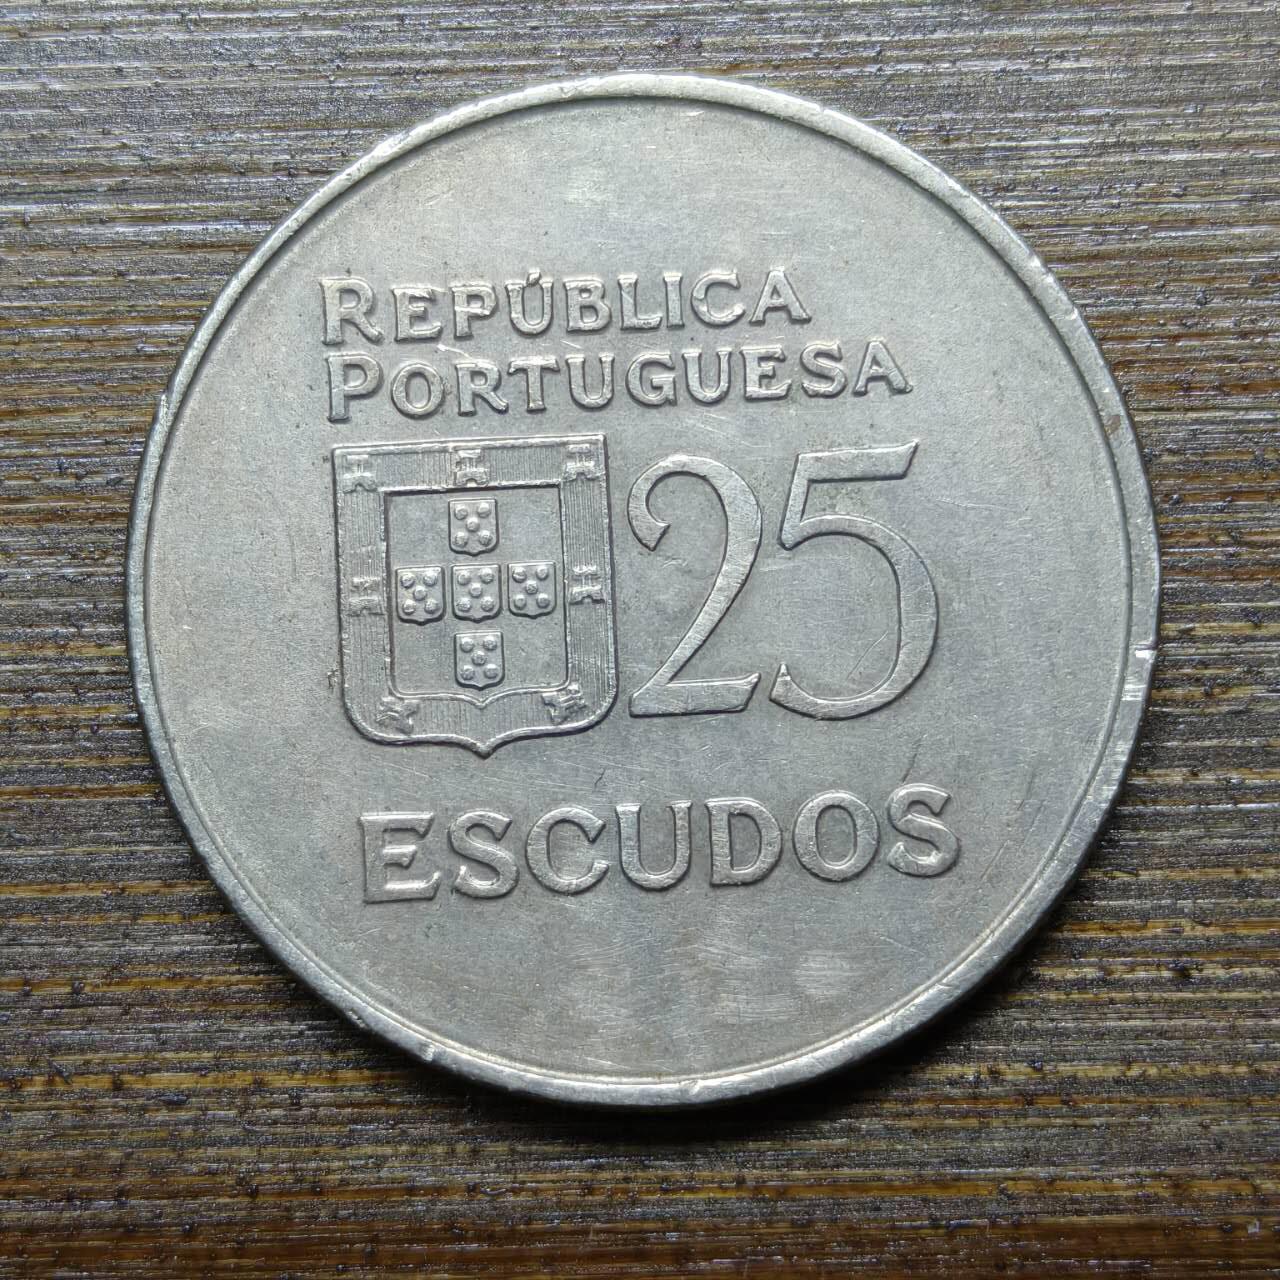 REPÚBLICA
PORTUGUESA
25
ESCUDOS